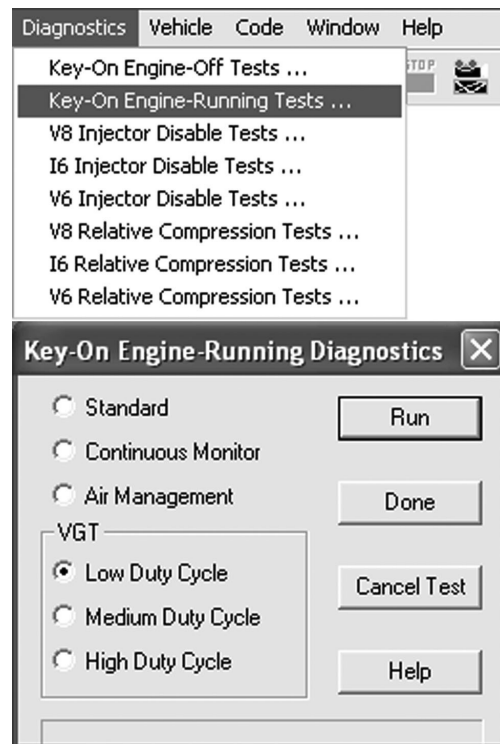 Diagnostics Vehicle Code Window Help
STOP
Key-On Engine-Off Tests ...
Key-On Engine-Running Tests ...
V8 Injector Disable Tests ...
I6 Injector Disable Tests ...
V6 Injector Disable Tests ...
V8 Relative Compression Tests ...
I6 Relative Compression Tests ...
V6 Relative Compression Tests ...
Key-On Engine-Running Diagnostics
Standard
Run
Continuous Monitor
Air Management
Done
VGT
Low Duty Cycle
Cancel Test
Medium Duty Cycle
High Duty Cycle
Help